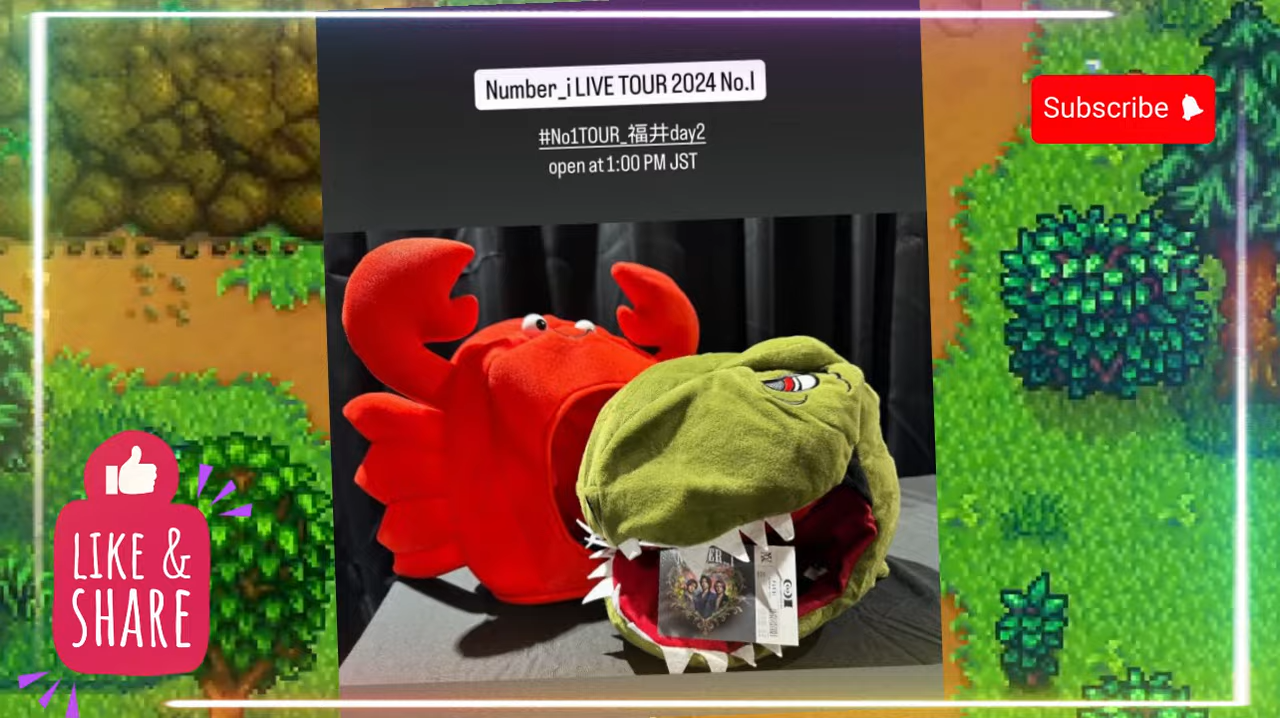 Number_i LIVE TOUR 2024 No.I
#No1TOUR_福井day2
open at 1:00 PM JST
Subscribe
LIKE &
SHARE